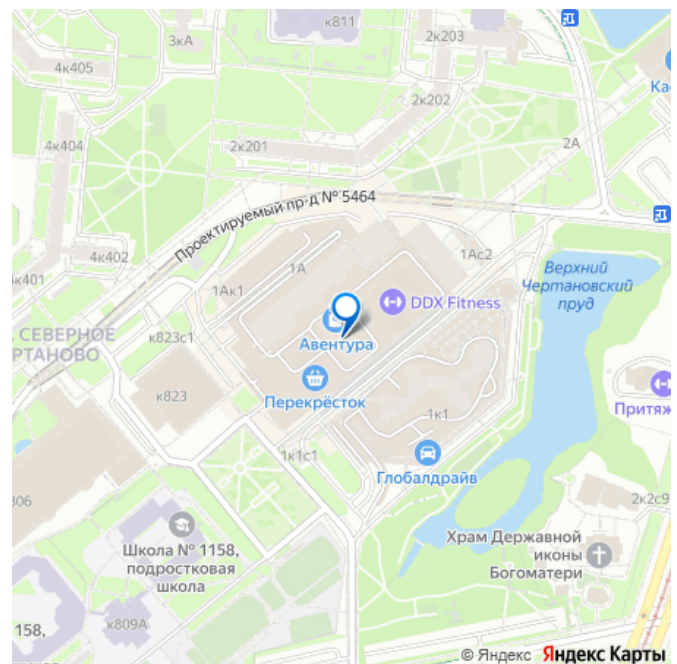 к811
3кА
2к203
4к405
Кас
2к202
4к404
2к201
2А
Проектируемый пр-д № 5464
4к402
1Ас2
к401
1А
Верхний
Чертановский
пруд
1Ак1
DDX Fitness
СЕВЕРНОЕ
РТАНОВО
к823с1
Авентура
Перекрёсток
к823
1к1
Притяж
1к1с1
Глобалдрайв
806
2к2с9
Школа № 1158,
подростковая
школа
Храм Державной
иконы
Богоматери
158,
к809А
© Яндекс Яндекс Карты